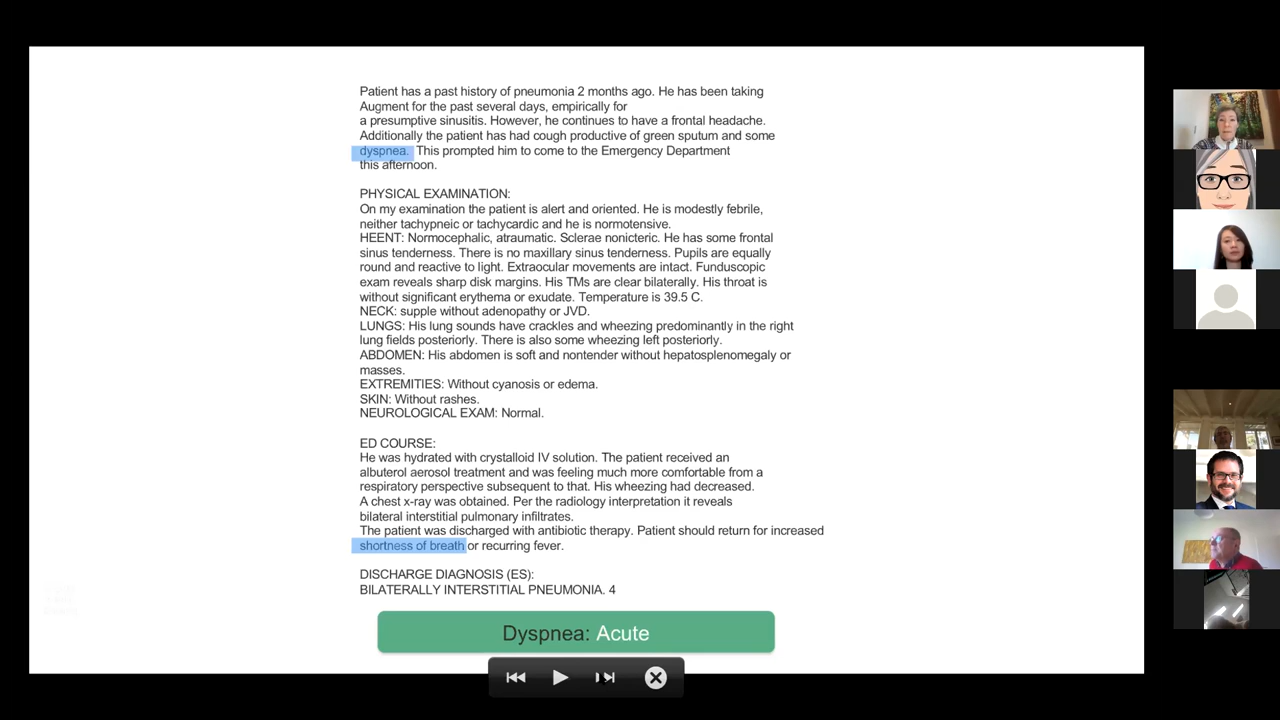 Patient has a past history of pneumonia 2 months ago. He has been taking
Augment for the past several days, empirically for
a presumptive sinusitis. However, he continues to have a frontal headache.
Additionally the patient has had cough productive of green sputum and some
dyspnea. This prompted him to come to the Emergency Department
this afternoon.
PHYSICAL EXAMINATION:
On my examination the patient is alert and oriented. He is modestly febrile,
neither tachypneic or tachycardic and he is normotensive.
HEENT: Normocephalic, atraumatic. Sclerae nonicteric. He has some frontal
sinus tenderness. There is no maxillary sinus tenderness. Pupils are equally
round and reactive to light. Extraocular movements are intact. Funduscopic
exam reveals sharp disk margins. His TMs are clear bilaterally. His throat is
without significant erythema or exudate. Temperature is 39.5 C.
NECK: supple without adenopathy or JVD.
LUNGS: His lung sounds have crackles and wheezing predominantly in the right
lung fields posteriorly. There is also some wheezing left posteriorly.
ABDOMEN: His abdomen is soft and nontender without hepatosplenomegaly or
masses.
EXTREMITIES: Without cyanosis or edema.
SKIN: Without rashes.
NEUROLOGICAL EXAM: Normal.
ED COURSE:
He was hydrated with crystalloid IV solution. The patient received an
albuterol aerosol treatment and was feeling much more comfortable from a
respiratory perspective subsequent to that. His wheezing had decreased.
A chest x-ray was obtained. Per the radiology interpretation it reveals
bilateral interstitial pulmonary infiltrates.
The patient was discharged with antibiotic therapy. Patient should return for increased
shortness of breath or recurring fever.
DISCHARGE DIAGNOSIS (ES):
BILATERALLY INTERSTITIAL PNEUMONIA. 4
Dyspnea: Acute